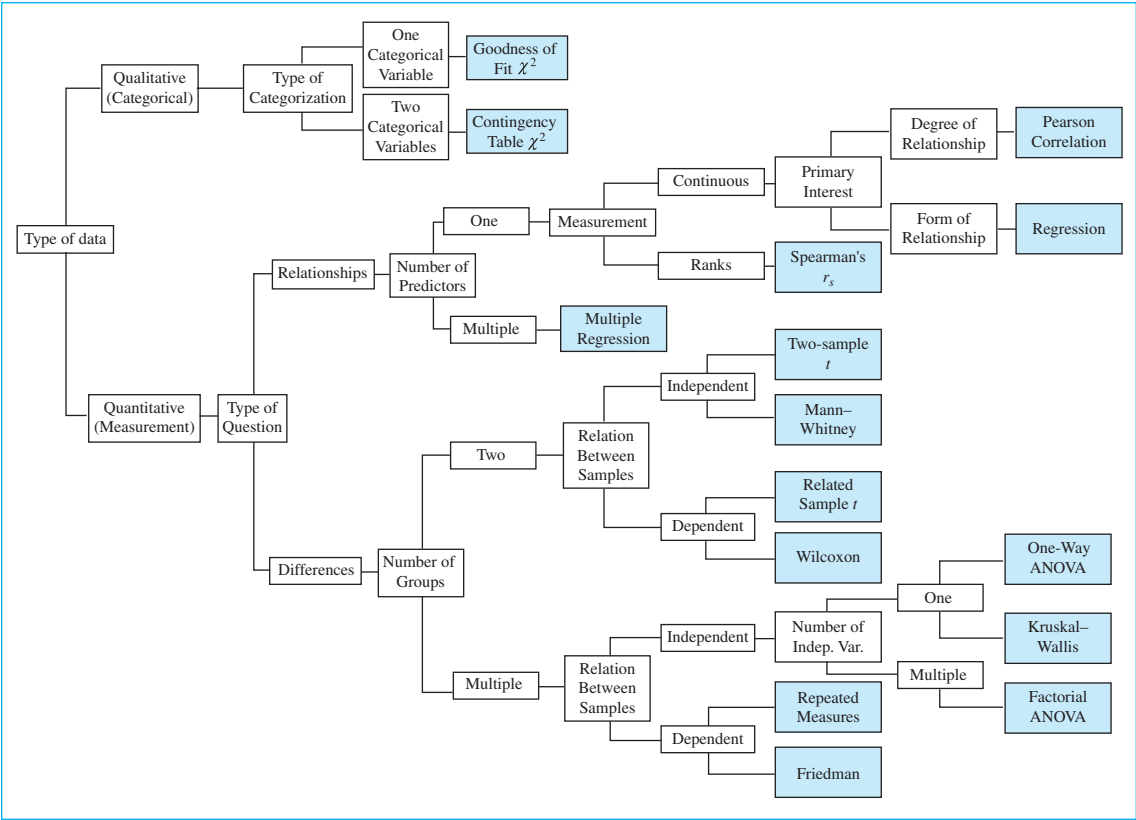 One
Categorical
Variable
Goodness of
Fit χ²
Qualitative
(Categorical)
Type of
Categorization
Two
Categorical
Variables
Contingency
Table χ²
Degree of
Relationship
Pearson
Correlation
Continuous
Primary
Interest
One
Measurement
Form of
Relationship
Regression
Type of data
Relationships
Number of
Predictors
Ranks
Spearman's
rₛ
Multiple
Multiple
Regression
Two-sample
t
Independent
Mann–
Whitney
Quantitative
(Measurement)
Type of
Question
Two
Relation
Between
Samples
Related
Sample t
Dependent
Wilcoxon
Differences
Number of
Groups
One-Way
ANOVA
One
Independent
Number of
Indep. Var.
Kruskal–
Wallis
Multiple
Relation
Between
Samples
Multiple
Factorial
ANOVA
Repeated
Measures
Dependent
Friedman